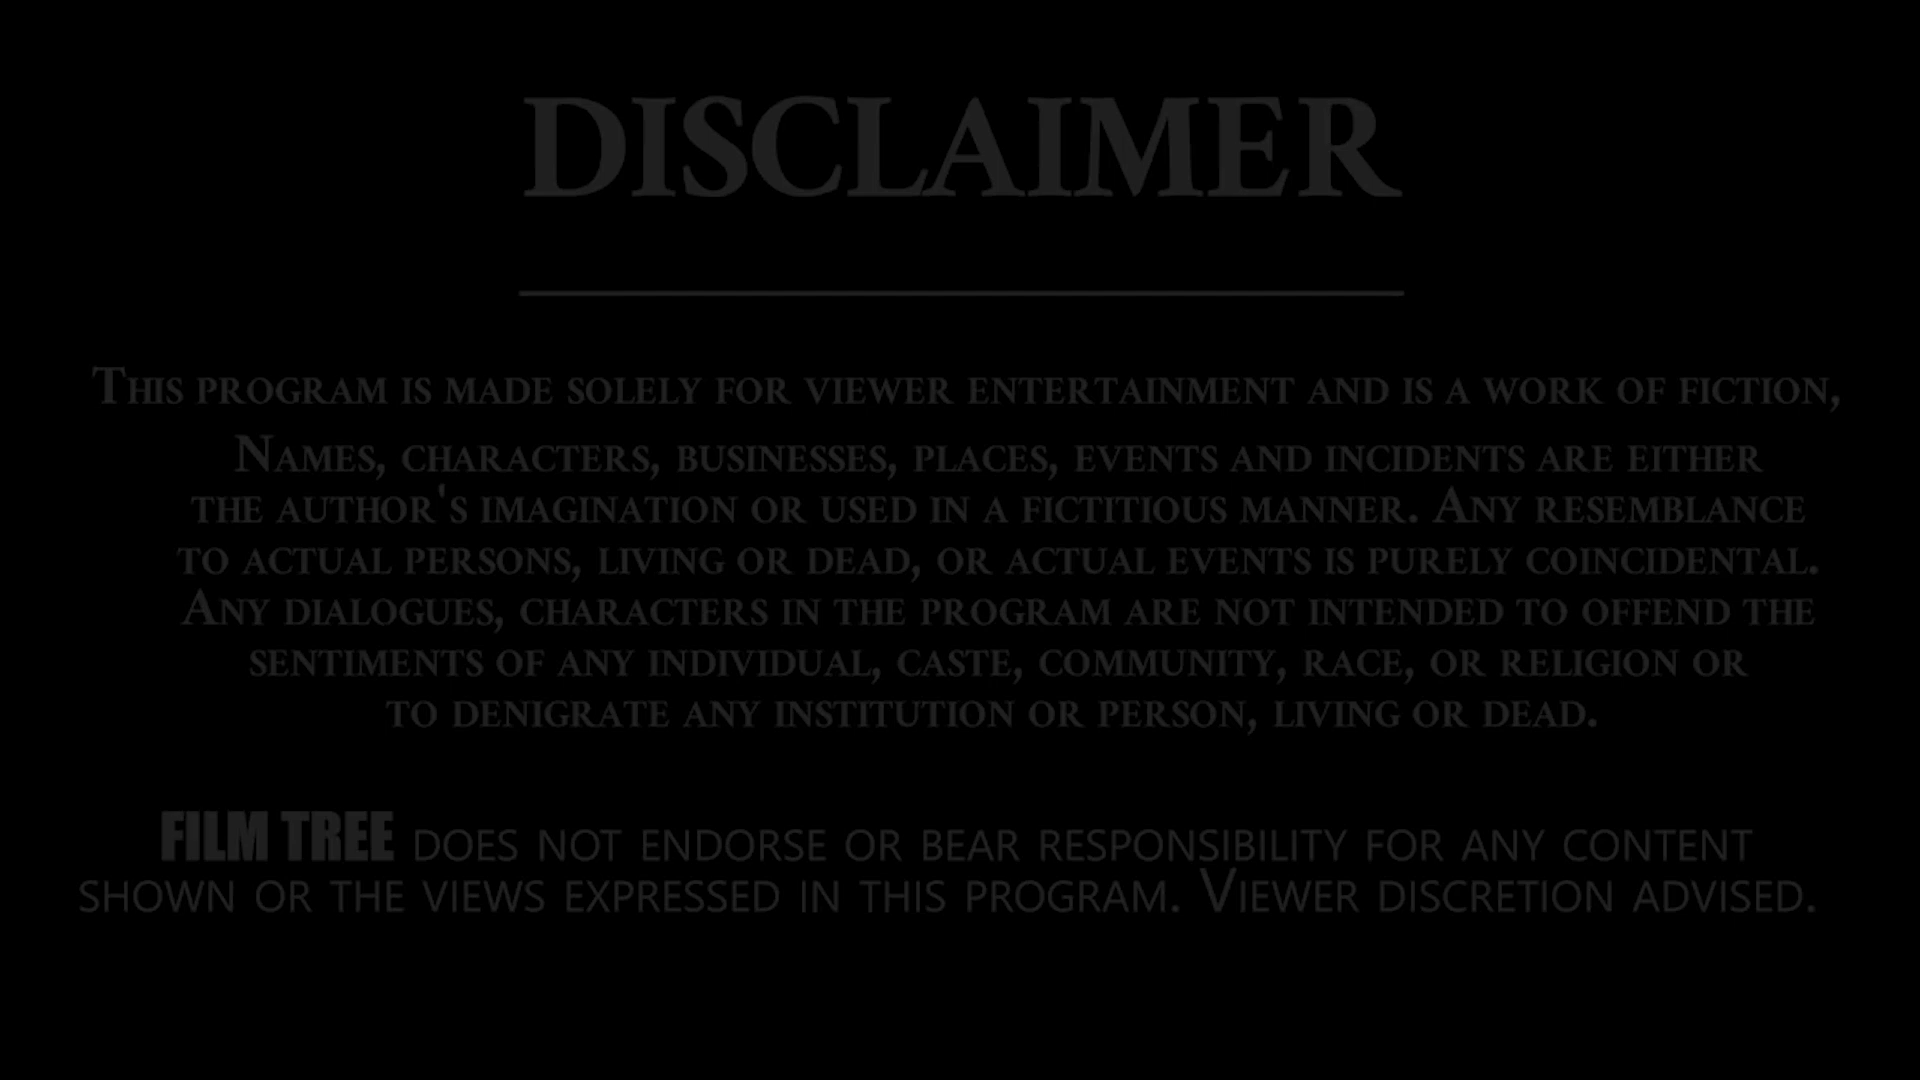 DISCLAIMER
This program is made solely for viewer entertainment and is a work of fiction,
Names, characters, businesses, places, events and incidents are either
the author's imagination or used in a fictitious manner. Any resemblance
to actual persons, living or dead, or actual events is purely coincidental.
Any dialogues, characters in the program are not intended to offend the
sentiments of any individual, caste, community, race, or religion or
to denigrate any institution or person, living or dead.
FILM TREE does not endorse or bear responsibility for any content
shown or the views expressed in this program. Viewer discretion advised.